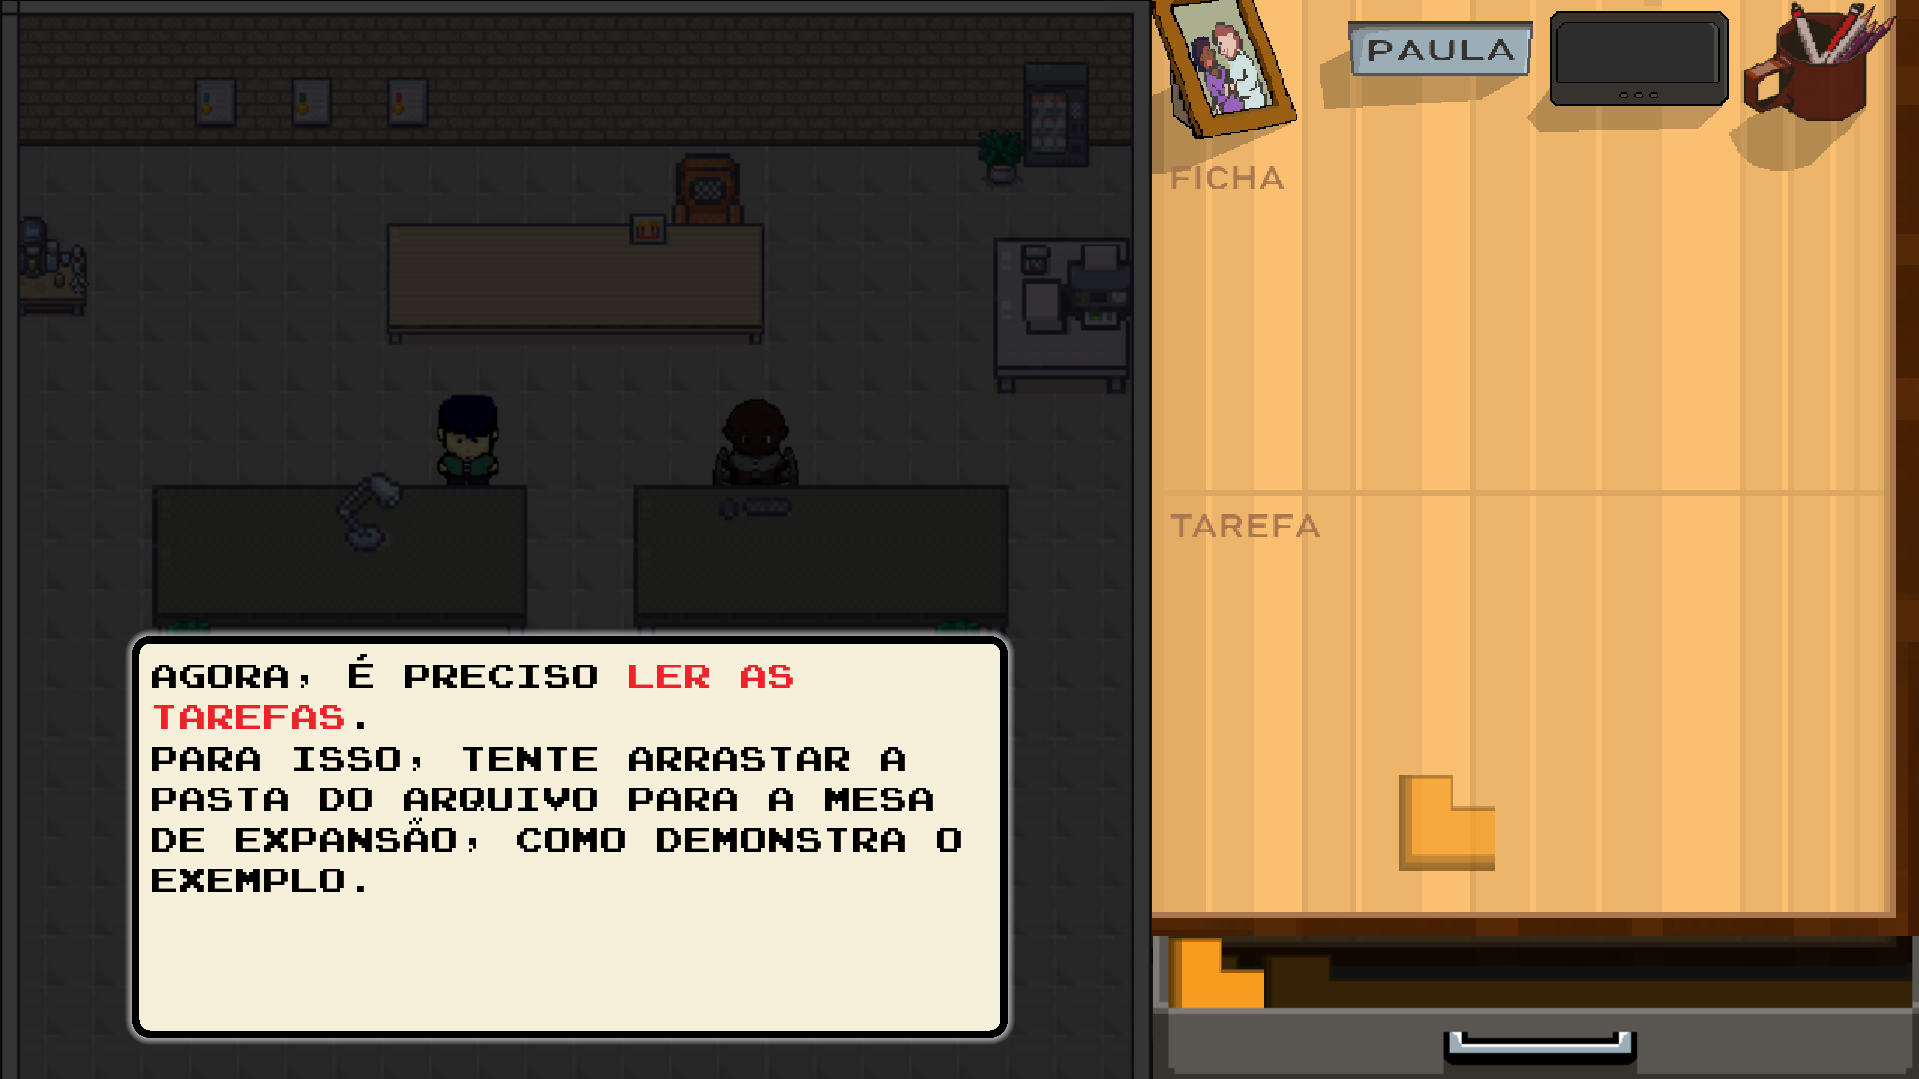 PAULA
FICHA
TAREFA
AGORA, É PRECISO LER AS
TAREFAS.
PARA ISSO, TENTE ARRASTAR A
PASTA DO ARQUIVO PARA A MESA
DE EXPANSÃO, COMO DEMONSTRA O
EXEMPLO.